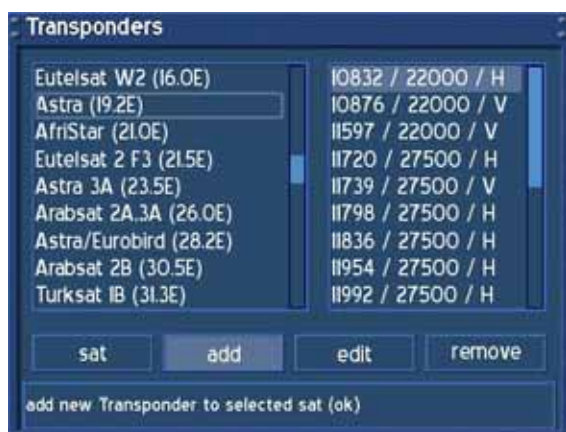 Transponders
Eutelsat W2 (16.0E)
Astra (19.2E)
AfriStar (21.0E)
Eutelsat 2 F3 (21.5E)
Astra 3A (23.5E)
Arabsat 2A,3A (26.0E)
Astra/Eurobird (28.2E)
Arabsat 2B (30.5E)
Turksat 1B (31.3E)
10832 / 22000 / H
10876 / 22000 / V
11597 / 22000 / V
11720 / 27500 / H
11739 / 27500 / V
11798 / 27500 / H
11836 / 27500 / H
11954 / 27500 / H
11992 / 27500 / H
sat
add
edit
remove
add new Transponder to selected sat (ok)